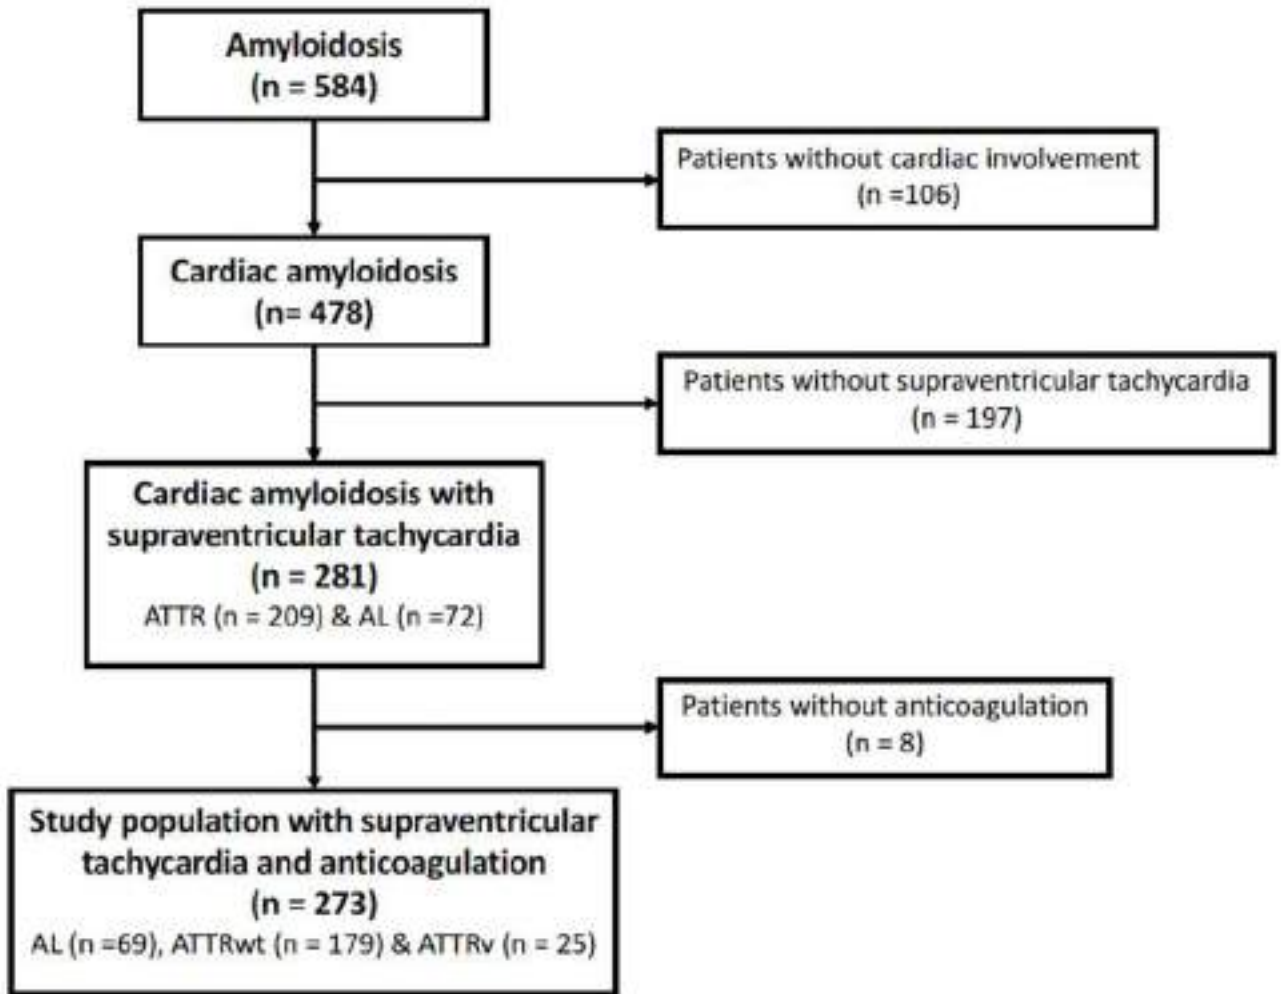 Amyloidosis
(n = 584)
Patients without cardiac involvement
(n =106)
Cardiac amyloidosis
(n= 478)
Patients without supraventricular tachycardia
(n = 197)
Cardiac amyloidosis with
supraventricular tachycardia
(n = 281)
ATTR (n = 209) & AL (n =72)
Patients without anticoagulation
(n = 8)
Study population with supraventricular
tachycardia and anticoagulation
(n = 273)
AL (n =69), ATTRwt (n = 179) & ATTRv (n = 25)